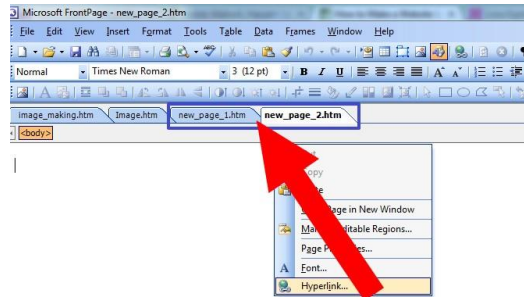 Microsoft FrontPage - new_page_2.htm
File Edit View Insert Format Tools Table Data Frames Window Help
Normal Times New Roman 3 (12 pt) B I U A A
image_making.htm Image.htm new_page_1.htm new_page_2.htm
<body>
Page in New Window
Regions...
Page
Font...
Hyperlink...